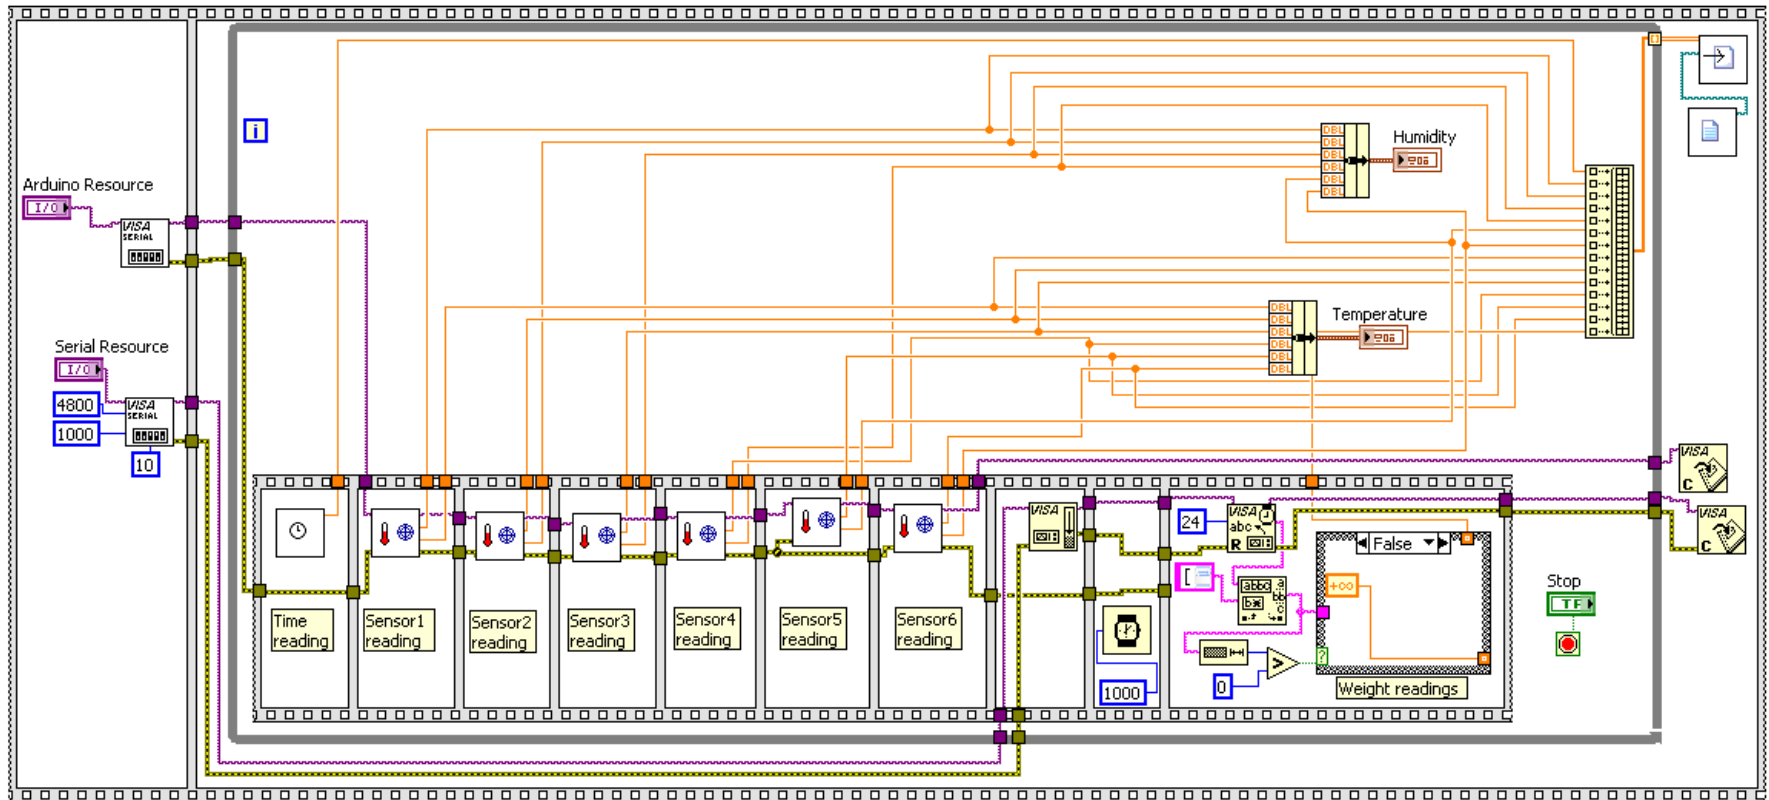 i
Arduino Resource
I/O
VISA
SERIAL
Serial Resource
I/O
4800
1000
VISA
SERIAL
10
DBL
DBL
DBL
DBL
DBL
DBL
Humidity
DBL
DBL
DBL
DBL
DBL
DBL
Temperature
Time
reading
Sensor1
reading
Sensor2
reading
Sensor3
reading
Sensor4
reading
Sensor5
reading
Sensor6
reading
VISA
1000
24
VISA
abc
R
0
>
?
False
+∞
Weight readings
Stop
TF
VISA
C
VISA
C